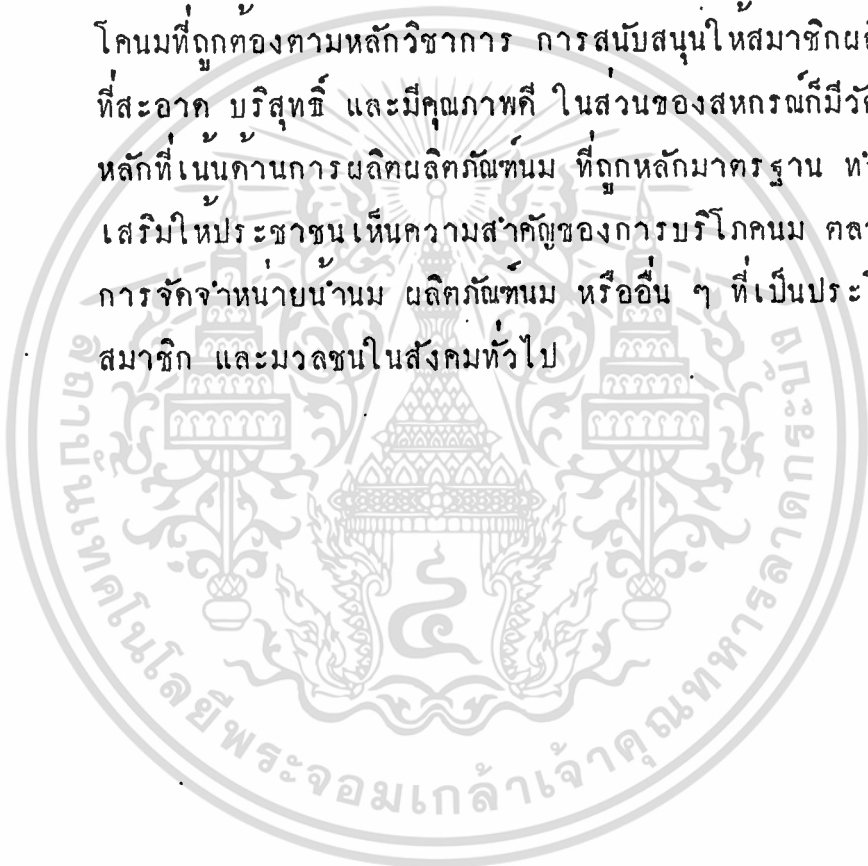 โคนมที่ถูกต้องตามหลักวิชาการ การสนับสนุนให้สมาชิก
ที่สะอาด บริสุทธิ์ และมีคุณภาพดี ในส่วนของสหกรณ์ก็มี
หลักที่เน้นด้านการผลิตผลิตภัณฑ์นม ที่ถูกหลักมาตรฐาน
เสริมให้ประชาชนเห็นความสำคัญของการบริโภคนม
การจัดจำหน่ายน้ำนม ผลิตภัณฑ์นม หรืออื่น ๆ ที่เป็น
สมาชิก และมวลชนในสังคมทั่วไป
สถาบันเทคโนโลยีพระจอมเกล้าเจ้าคุณทหารลาดกระบัง